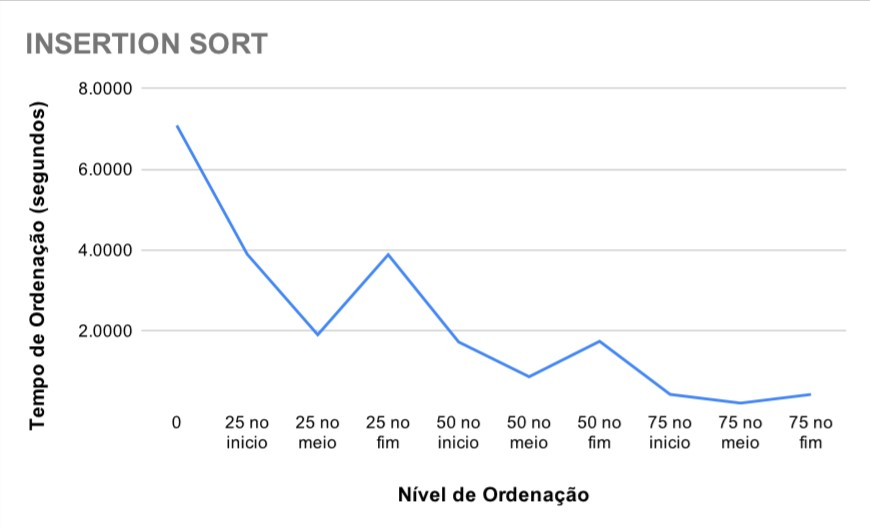 INSERTION SORT
Tempo de Ordenação (segundos)
8.0000
6.0000
4.0000
2.0000
0
25 no
inicio
25 no
meio
25 no
fim
50 no
inicio
50 no
meio
50 no
fim
75 no
inicio
75 no
meio
75 no
fim
Nível de Ordenação